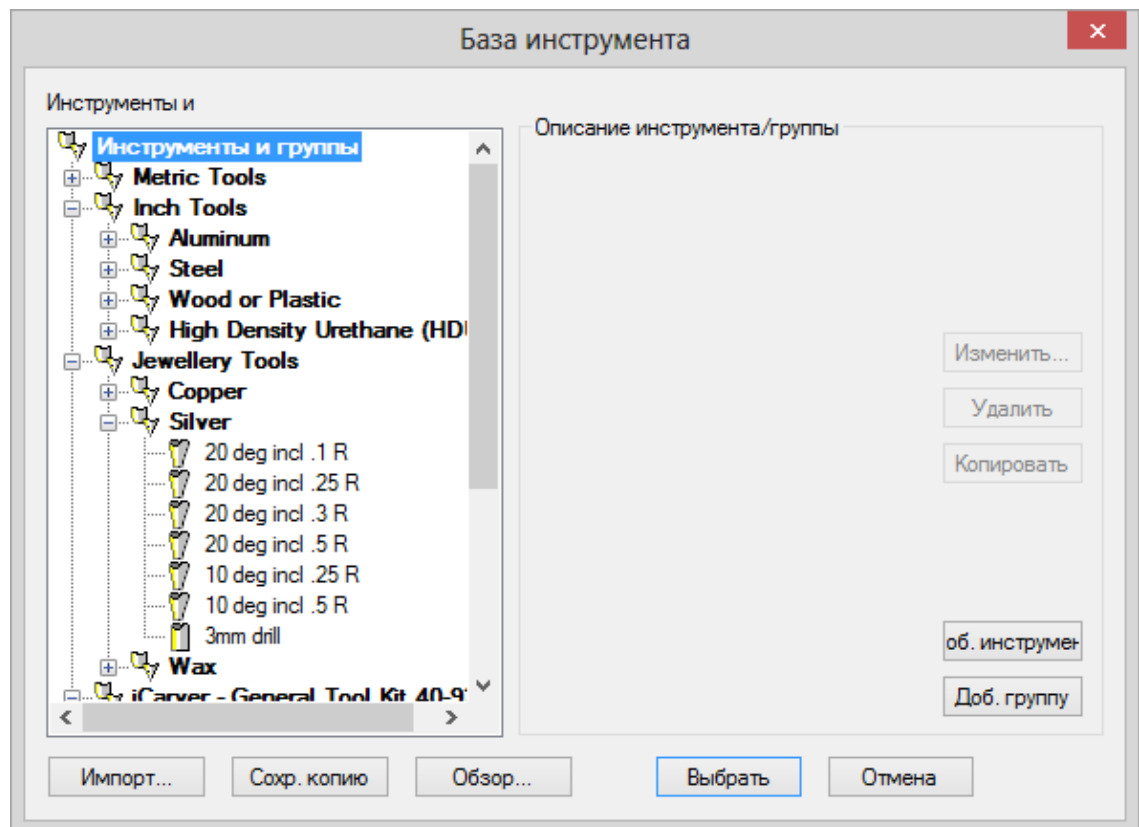 База инструмента
Инструменты и
Описание инструмента/группы
Инструменты и группы
Metric Tools
Inch Tools
Aluminum
Steel
Wood or Plastic
High Density Urethane (HD
Jewellery Tools
Copper
Silver
20 deg incl .1 R
20 deg incl .25 R
20 deg incl .3 R
20 deg incl .5 R
10 deg incl .25 R
10 deg incl .5 R
3mm drill
Wax
iCarver - General Tool Kit 40-9
Изменить...
Удалить
Копировать
об. инструмен
Доб. группу
Импорт... Сохр. копию Обзор... Выбрать Отмена